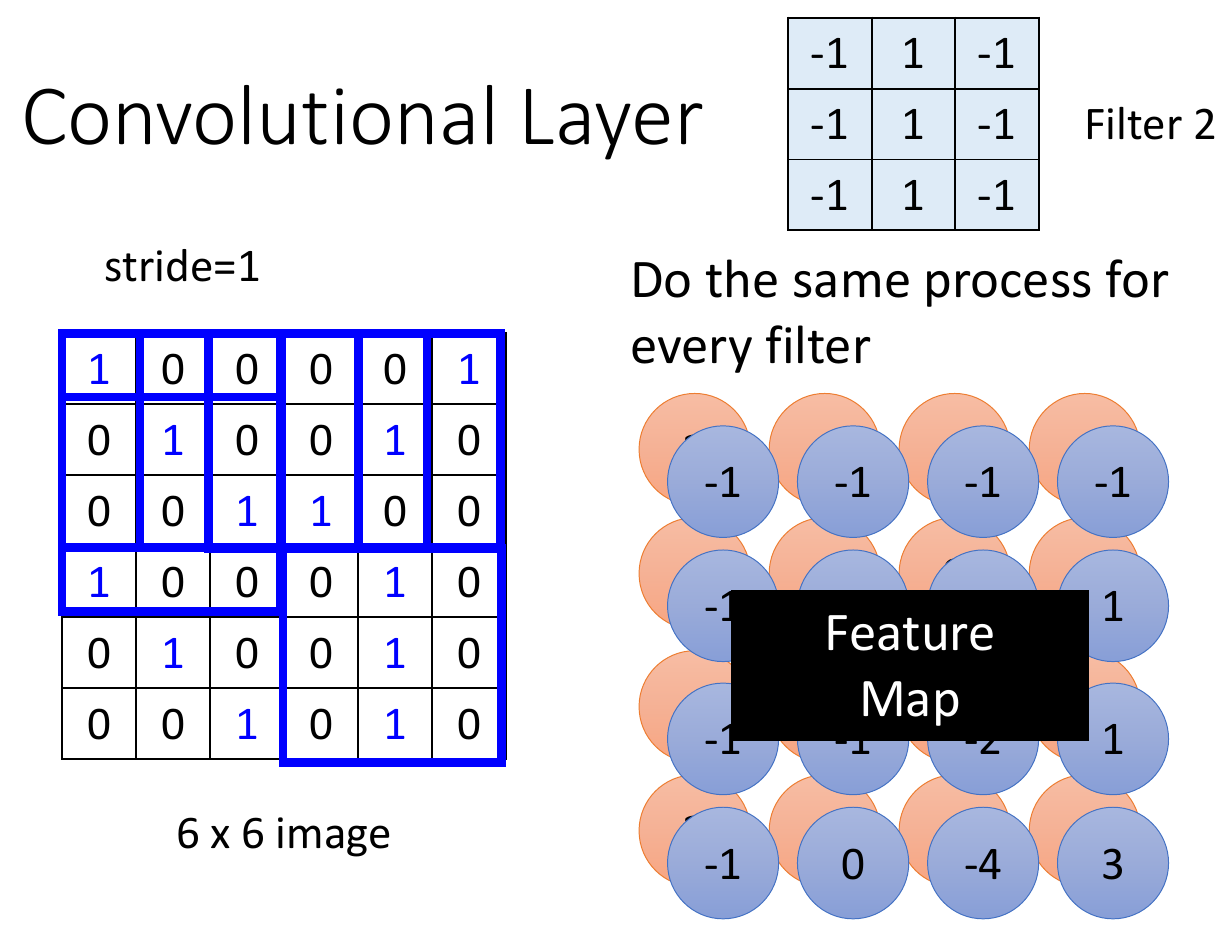 Convolutional Layer
-1 1 -1
-1 1 -1
-1 1 -1
Filter 2
stride=1
Do the same process for
every filter
1 0 0 0 0 1
0 1 0 0 1 0
0 0 1 1 0 0
1 0 0 0 1 0
0 1 0 0 1 0
0 0 1 0 1 0
6 x 6 image
-1 -1 -1 -1
-1 1
Feature
Map
-1 -1 -2 1
-1 0 -4 3